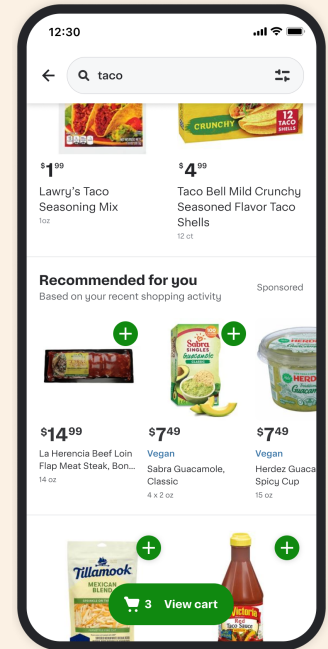 12:30
taco
CRUNCHY
12
TACO
SHELLS
$1 99
$4 99
Lawry's Taco
Seasoning Mix
1oz
Taco Bell Mild Crunchy
Seasoned Flavor Taco
Shells
12 ct
Recommended for you
Based on your recent shopping activity
Sponsored
Sabra
SINGLES
Guacamole
CLASSIC
HERD
Guacam
$14 99
$7 49
$7 49
La Herencia Beef Loin
Flap Meat Steak, Bon...
14 oz
Vegan
Sabra Guacamole,
Classic
4 x 2 oz
Vegan
Herdez Guaca
Spicy Cup
15 oz
Tillamook
MEXICAN
BLEND
Victoria
Red
Taco Sauce
3 View cart